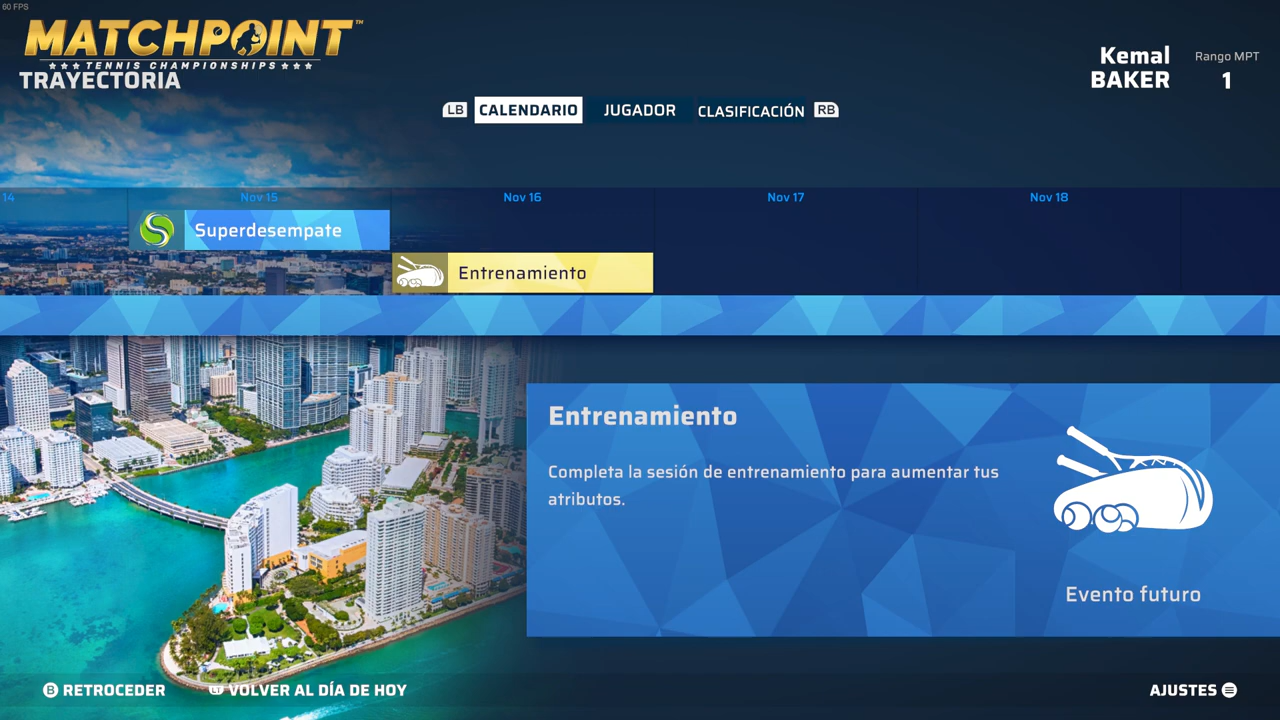 60 FPS
MATCHPOINT™
TENNIS CHAMPIONSHIPS
TRAYECTORIA
Kemal
BAKER
Rango MPT
1
LB CALENDARIO JUGADOR CLASIFICACIÓN RB
14 Nov 15 Nov 16 Nov 17 Nov 18
Superdesempate
Entrenamiento
Entrenamiento
Completa la sesión de entrenamiento para aumentar tus
atributos.
Evento futuro
B RETROCEDER VOLVER AL DÍA DE HOY AJUSTES